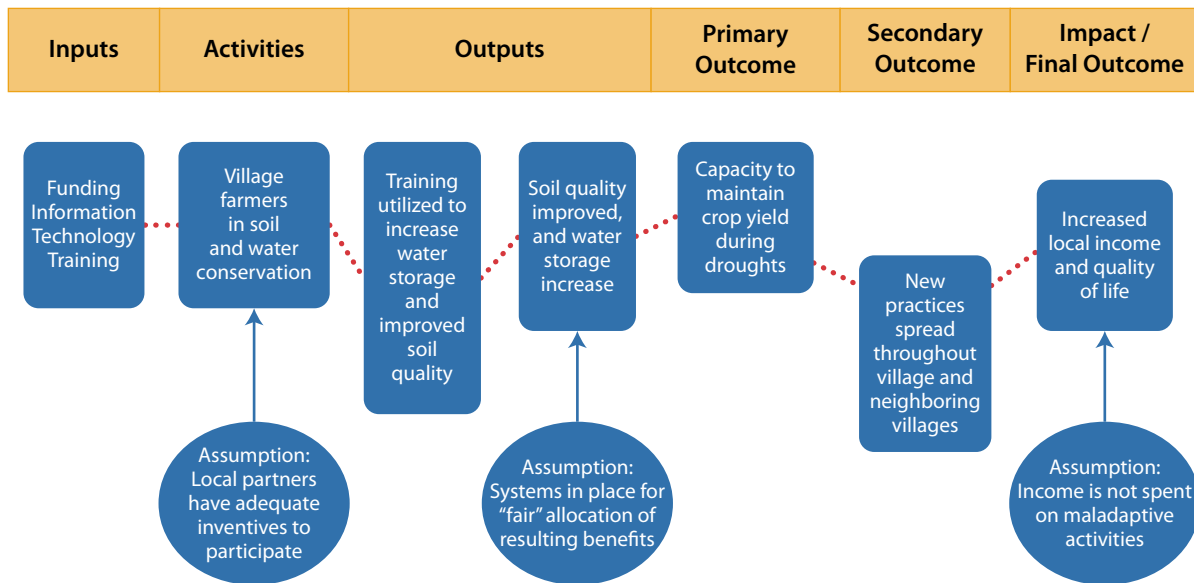 Inputs
Activities
Outputs
Primary
Outcome
Secondary
Outcome
Impact /
Final Outcome
Funding
Information
Technology
Training
Village
farmers
in soil
and water
conservation
Training
utilized to
increase
water
storage
and
improved
soil
quality
Soil quality
improved,
and water
storage
increase
Capacity to
maintain
crop yield
during
droughts
New
practices
spread
throughout
village and
neighboring
villages
Increased
local income
and quality
of life
Assumption:
Local partners
have adequate
inventives to
participate
Assumption:
Systems in place for
“fair” allocation of
resulting benefits
Assumption:
Income is not spent
on maladaptive
activities